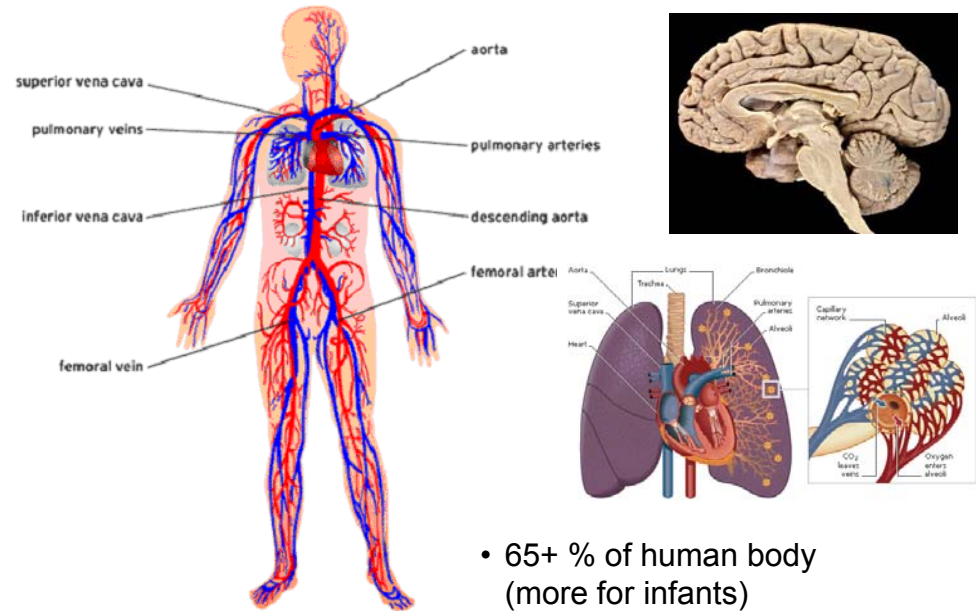 superior vena cava
pulmonary veins
inferior vena cava
femoral vein
aorta
pulmonary arteries
descending aorta
femoral arte
Aorta
Lungs
Bronchiole
Trachea
Superior
vena cava
Pulmonary
arteries
Alveoli
Heart
Capillary
network
Alveoli
CO2
leaves
veins
Oxygen
enters
alveoli
• 65+ % of human body
(more for infants)